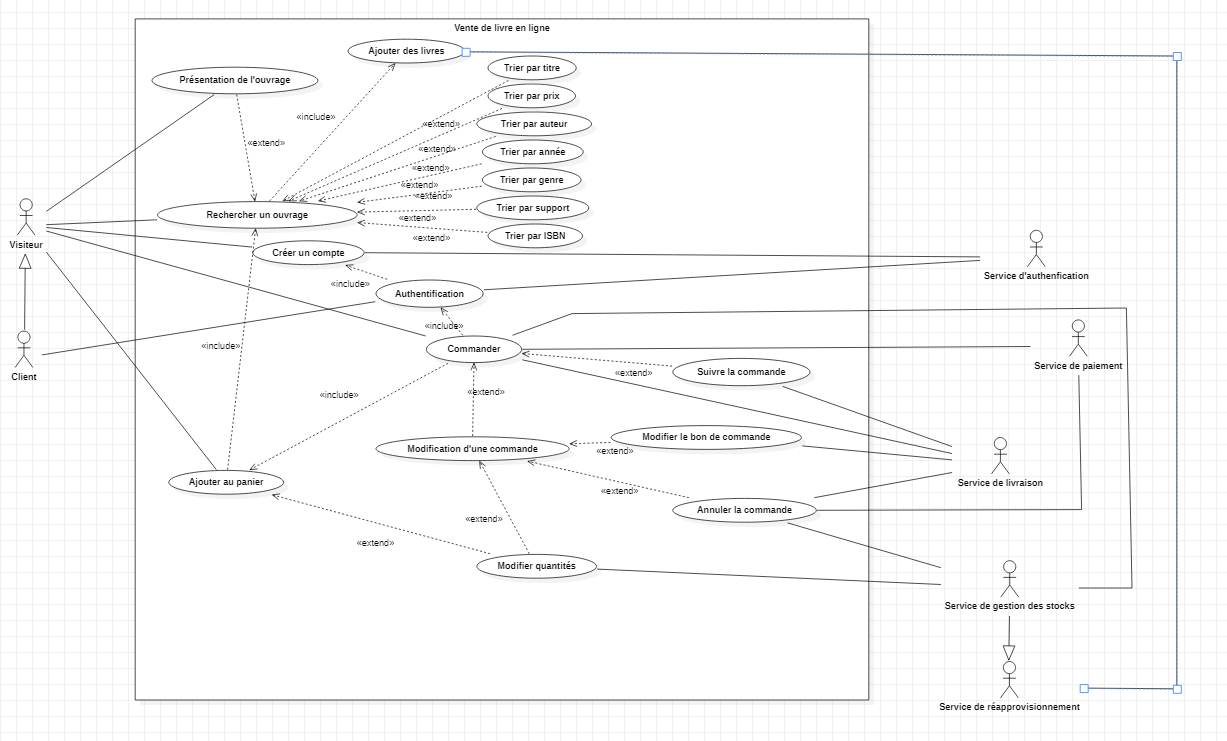 Vente de livre en ligne
Ajouter des livres
Trier par titre
Présentation de l'ouvrage
Trier par prix
«include»
«extend»
Trier par auteur
«extend»
«extend»
Trier par année
«extend»
Trier par genre
«extend»
«extend»
Trier par support
Rechercher un ouvrage
«extend»
Trier par ISBN
«extend»
Visiteur
Créer un compte
Service d'authenfication
«include»
Authentification
«include»
Commander
«include»
Service de paiement
Client
«extend»
Suivre la commande
«extend»
«include»
Modifier le bon de commande
Modification d'une commande
«extend»
Ajouter au panier
Service de livraison
«extend»
Annuler la commande
«extend»
«extend»
Modifier quantités
Service de gestion des stocks
Service de réapprovisionnement